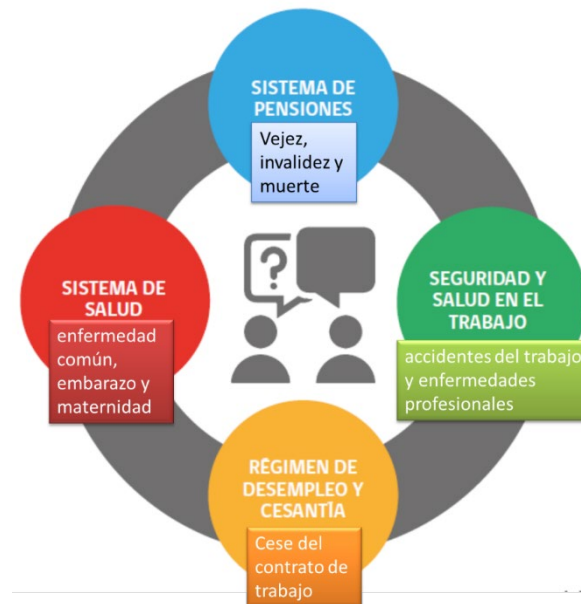 SISTEMA DE
PENSIONES
Vejez,
invalidez y
muerte
SISTEMA DE
SALUD
enfermedad
común,
embarazo y
maternidad
?
SEGURIDAD Y
SALUD EN EL
TRABAJO
accidentes del trabajo
y enfermedades
profesionales
RÉGIMEN DE
DESEMPLEO Y
CESANTÍA
Cese del
contrato de
trabajo